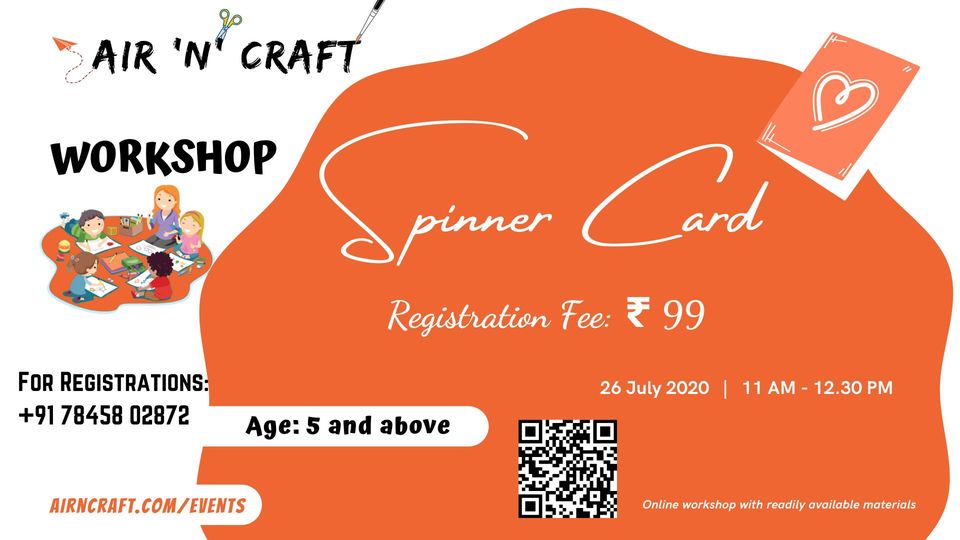 AIR 'N' CRAFT
WORKSHOP
Spinner Card
Registration Fee: ₹ 99
For Registrations:
+91 78458 02872
26 July 2020 | 11 AM - 12.30 PM
Age: 5 and above
AIRNCRAFT.COM/EVENTS
Online workshop with readily available materials